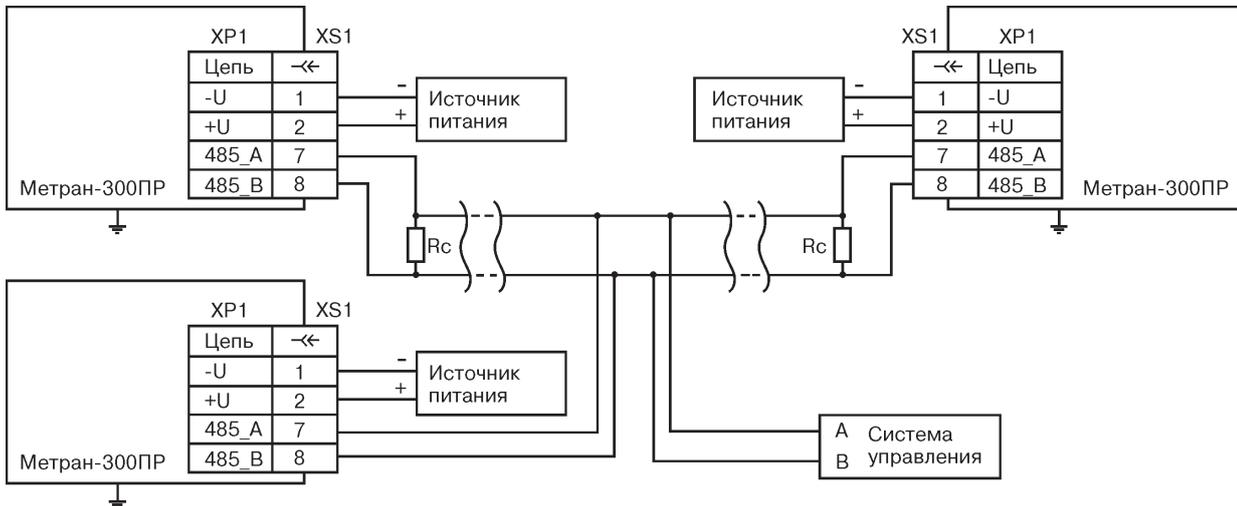 XP1 XS1
Цепь
-U 1
+U 2
485_A 7
485_B 8
Метран-300ПР
-
+
Источник
питания
XS1 XP1
Цепь
1 -U
2 +U
7 485_A
8 485_B
Метран-300ПР
-
+
Источник
питания
Rc
Rc
XP1 XS1
Цепь
-U 1
+U 2
485_A 7
485_B 8
Метран-300ПР
-
+
Источник
питания
A Система
B управления